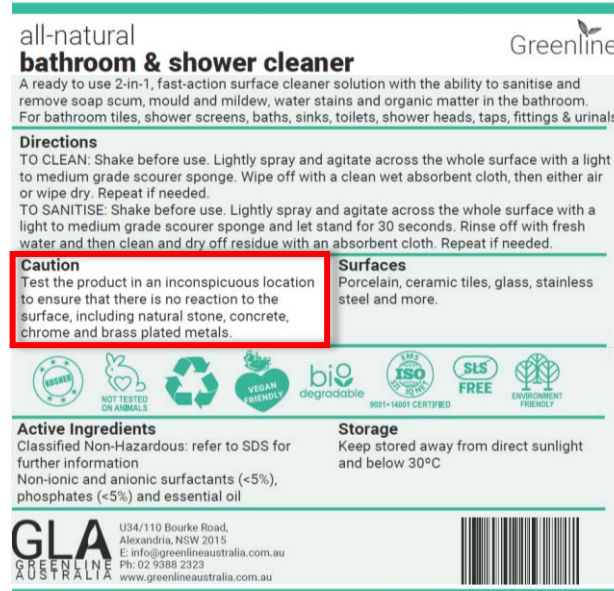 all-natural
Greenline
bathroom & shower cleaner
A ready to use 2-in-1, fast-action surface cleaner solution with the ability to sanitise and
remove soap scum, mould and mildew, water stains and organic matter in the bathroom.
For bathroom tiles, shower screens, baths, sinks, toilets, shower heads, taps, fittings & urinals
Directions
TO CLEAN: Shake before use. Lightly spray and agitate across the whole surface with a light
to medium grade scourer sponge. Wipe off with a clean wet absorbent cloth, then either air
or wipe dry. Repeat if needed.
TO SANITISE: Shake before use. Lightly spray and agitate across the whole surface with a
light to medium grade scourer sponge and let stand for 30 seconds. Rinse off with fresh
water and then clean and dry off residue with an absorbent cloth. Repeat if needed.
Caution
Test the product in an inconspicuous location
to ensure that there is no reaction to the
surface, including natural stone, concrete,
chrome and brass plated metals.
Surfaces
Porcelain, ceramic tiles, glass, stainless
steel and more.
KOSHER
NOT TESTED
ON ANIMALS
VEGAN
FRIENDLY
bio
degradable
EMS
ISO
9001+14001 CERTIFIED
SLS
FREE
ENVIRONMENT
FRIENDLY
Active Ingredients
Classified Non-Hazardous: refer to SDS for
further information
Non-ionic and anionic surfactants (<5%),
phosphates (<5%) and essential oil
Storage
Keep stored away from direct sunlight
and below 30ºC
GLA
GREENLINE
AUSTRALIA
U34/110 Bourke Road,
Alexandria, NSW 2015
E: info@greenlineaustralia.com.au
Ph: 02 9388 2323
www.greenlineaustralia.com.au